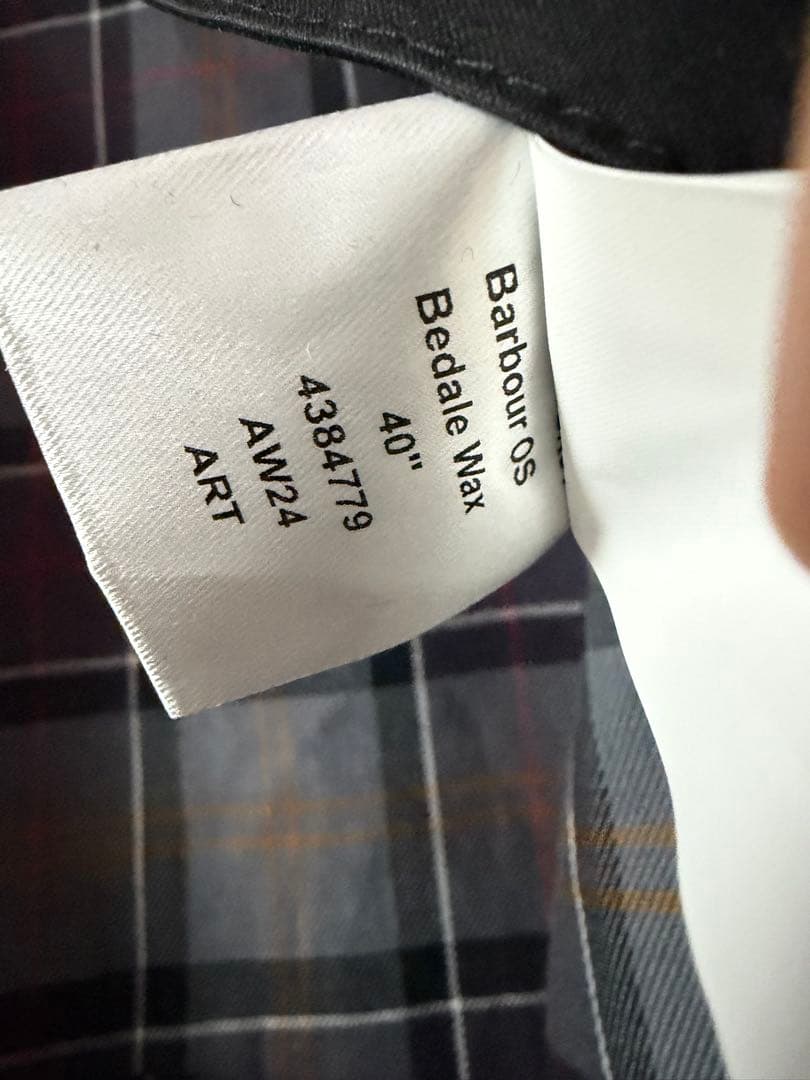 Barbour OS
Bedale Wax
40"
4384779
AW24
ART